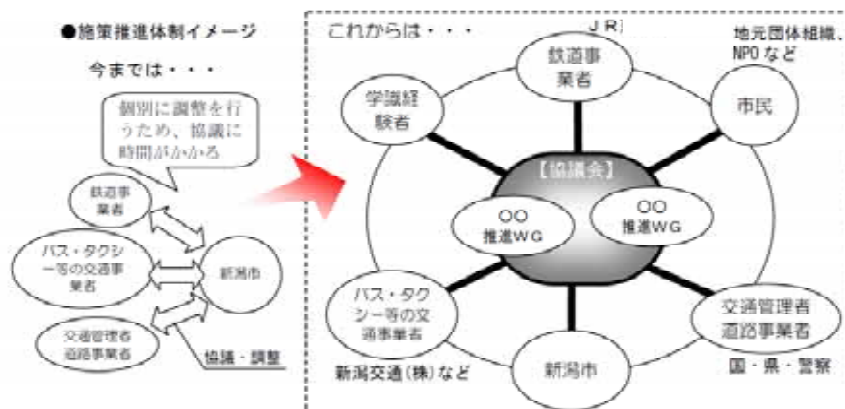 ●施策推進体制イメージ
今までは・・・
個別に調整を行
うため、協議に
時間がかかる
鉄道事
業者
バス・タクシ
ー等の交通事
業者
交通管理者
道路事業者
新潟市
協議・調整
これからは・・・
JR
鉄道事
業者
地元団体組織、
NPOなど
市民
学識経
験者
【協議会】
〇〇
推進WG
〇〇
推進WG
バス・タク
シー等の交
通事業者
新潟交通(株)など
新潟市
交通管理者
道路事業者
国・県・警察